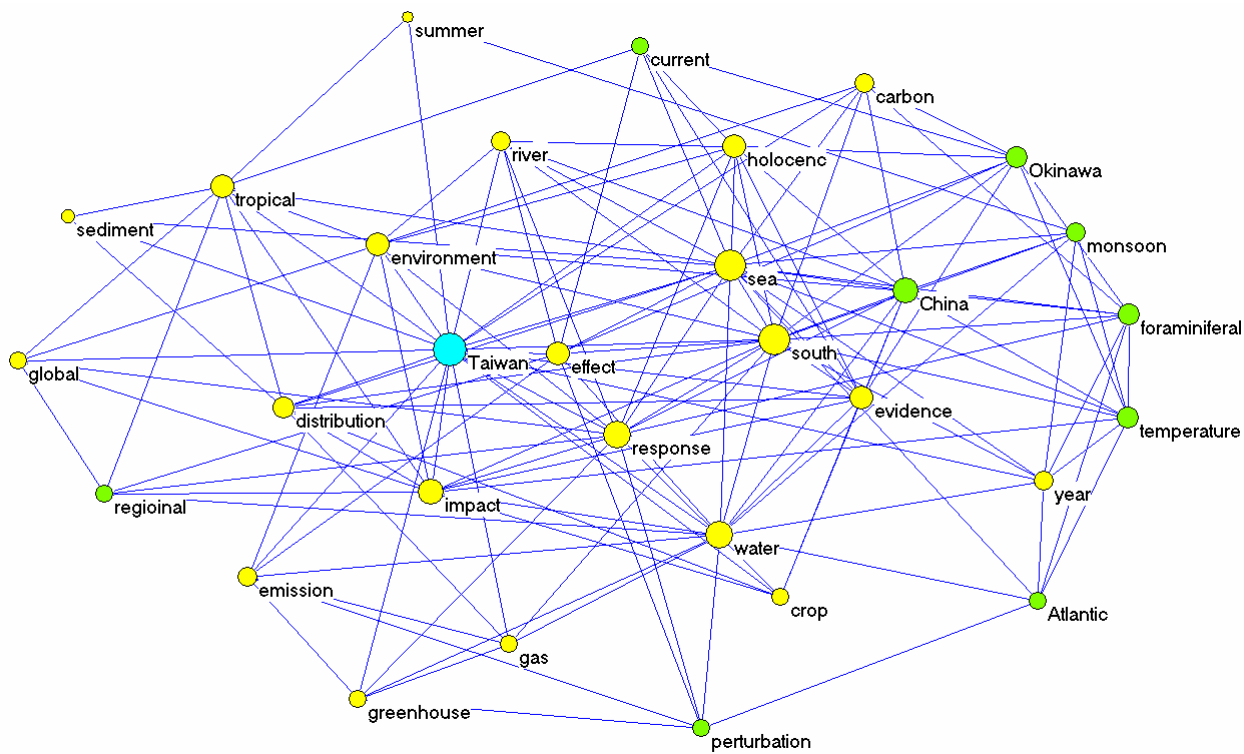 summer
current
carbon
river
holocenc
Okinawa
tropical
sediment
monsoon
environment
sea
China
foraminiferal
Taiwan
effect
south
global
evidence
distribution
response
temperature
regioinal
impact
year
water
emission
crop
Atlantic
gas
greenhouse
perturbation